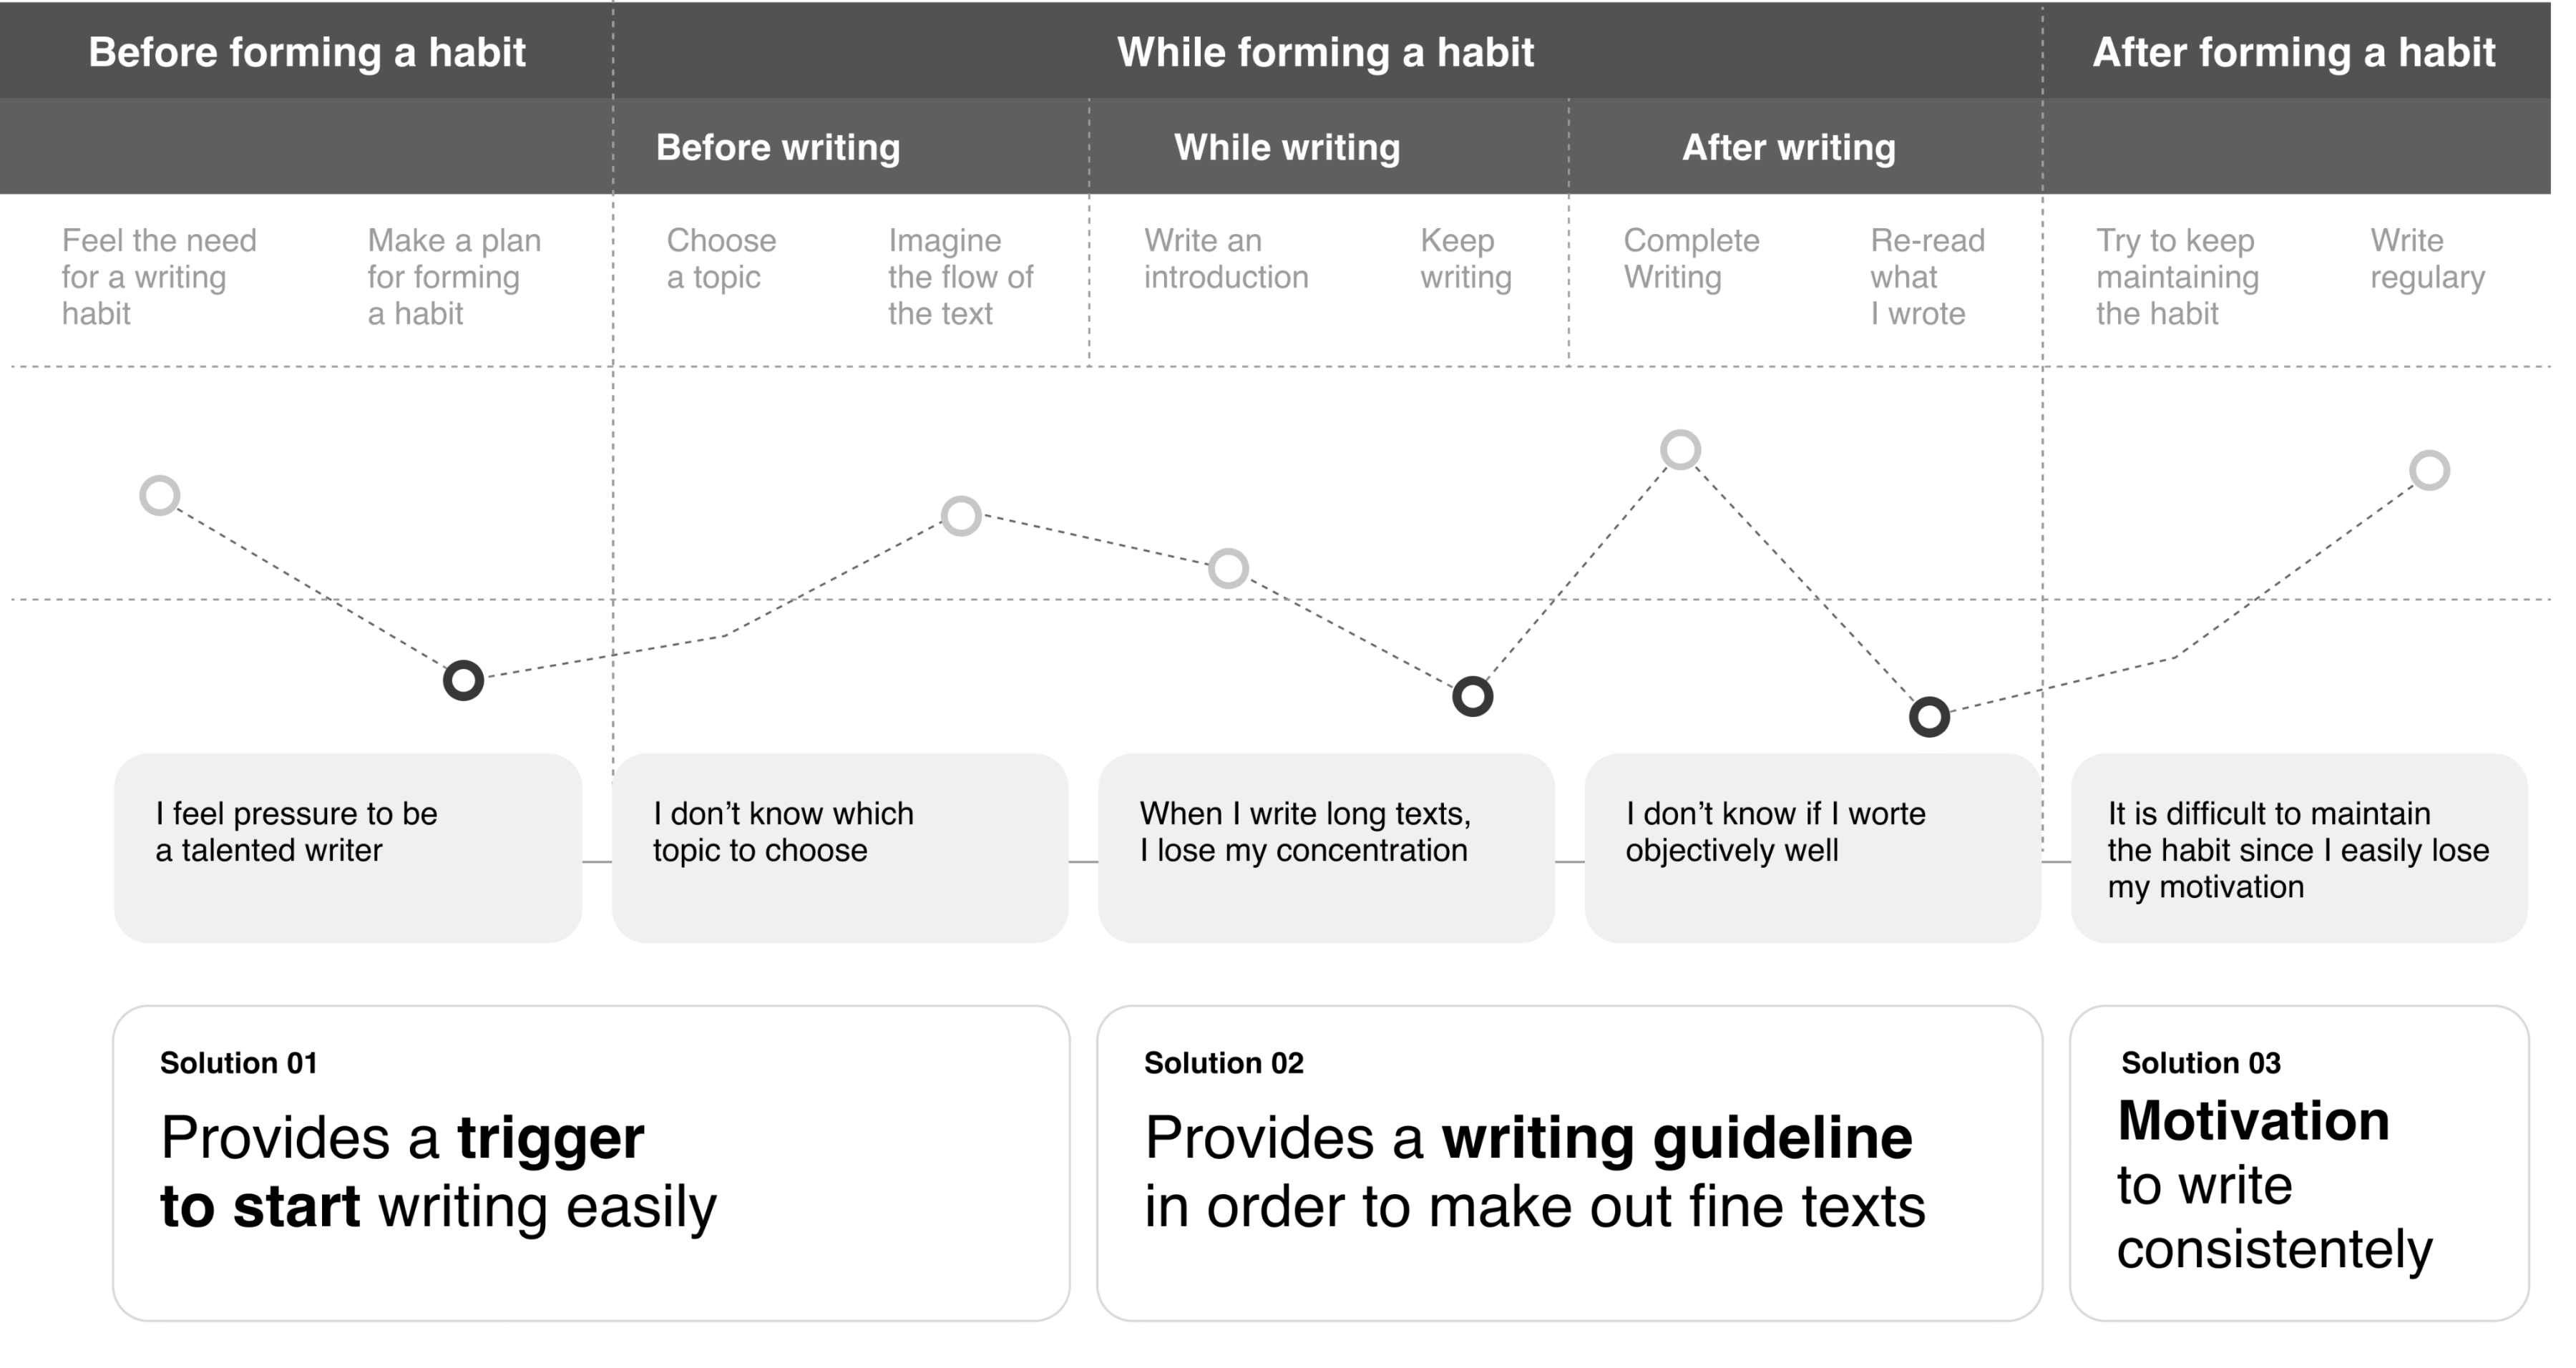 Before forming a habit
While forming a habit
After forming a habit
Before writing
While writing
After writing
Feel the need
for a writing
habit
Make a plan
for forming
a habit
Choose
a topic
Imagine
the flow of
the text
Write an
introduction
Keep
writing
Complete
Writing
Re-read
what
I wrote
Try to keep
maintaining
the habit
Write
regulary
I feel pressure to be
a talented writer
I don’t know which
topic to choose
When I write long texts,
I lose my concentration
I don’t know if I worte
objectively well
It is difficult to maintain
the habit since I easily lose
my motivation
Solution 01
Provides a trigger
to start writing easily
Solution 02
Provides a writing guideline
in order to make out fine texts
Solution 03
Motivation
to write
consistentely